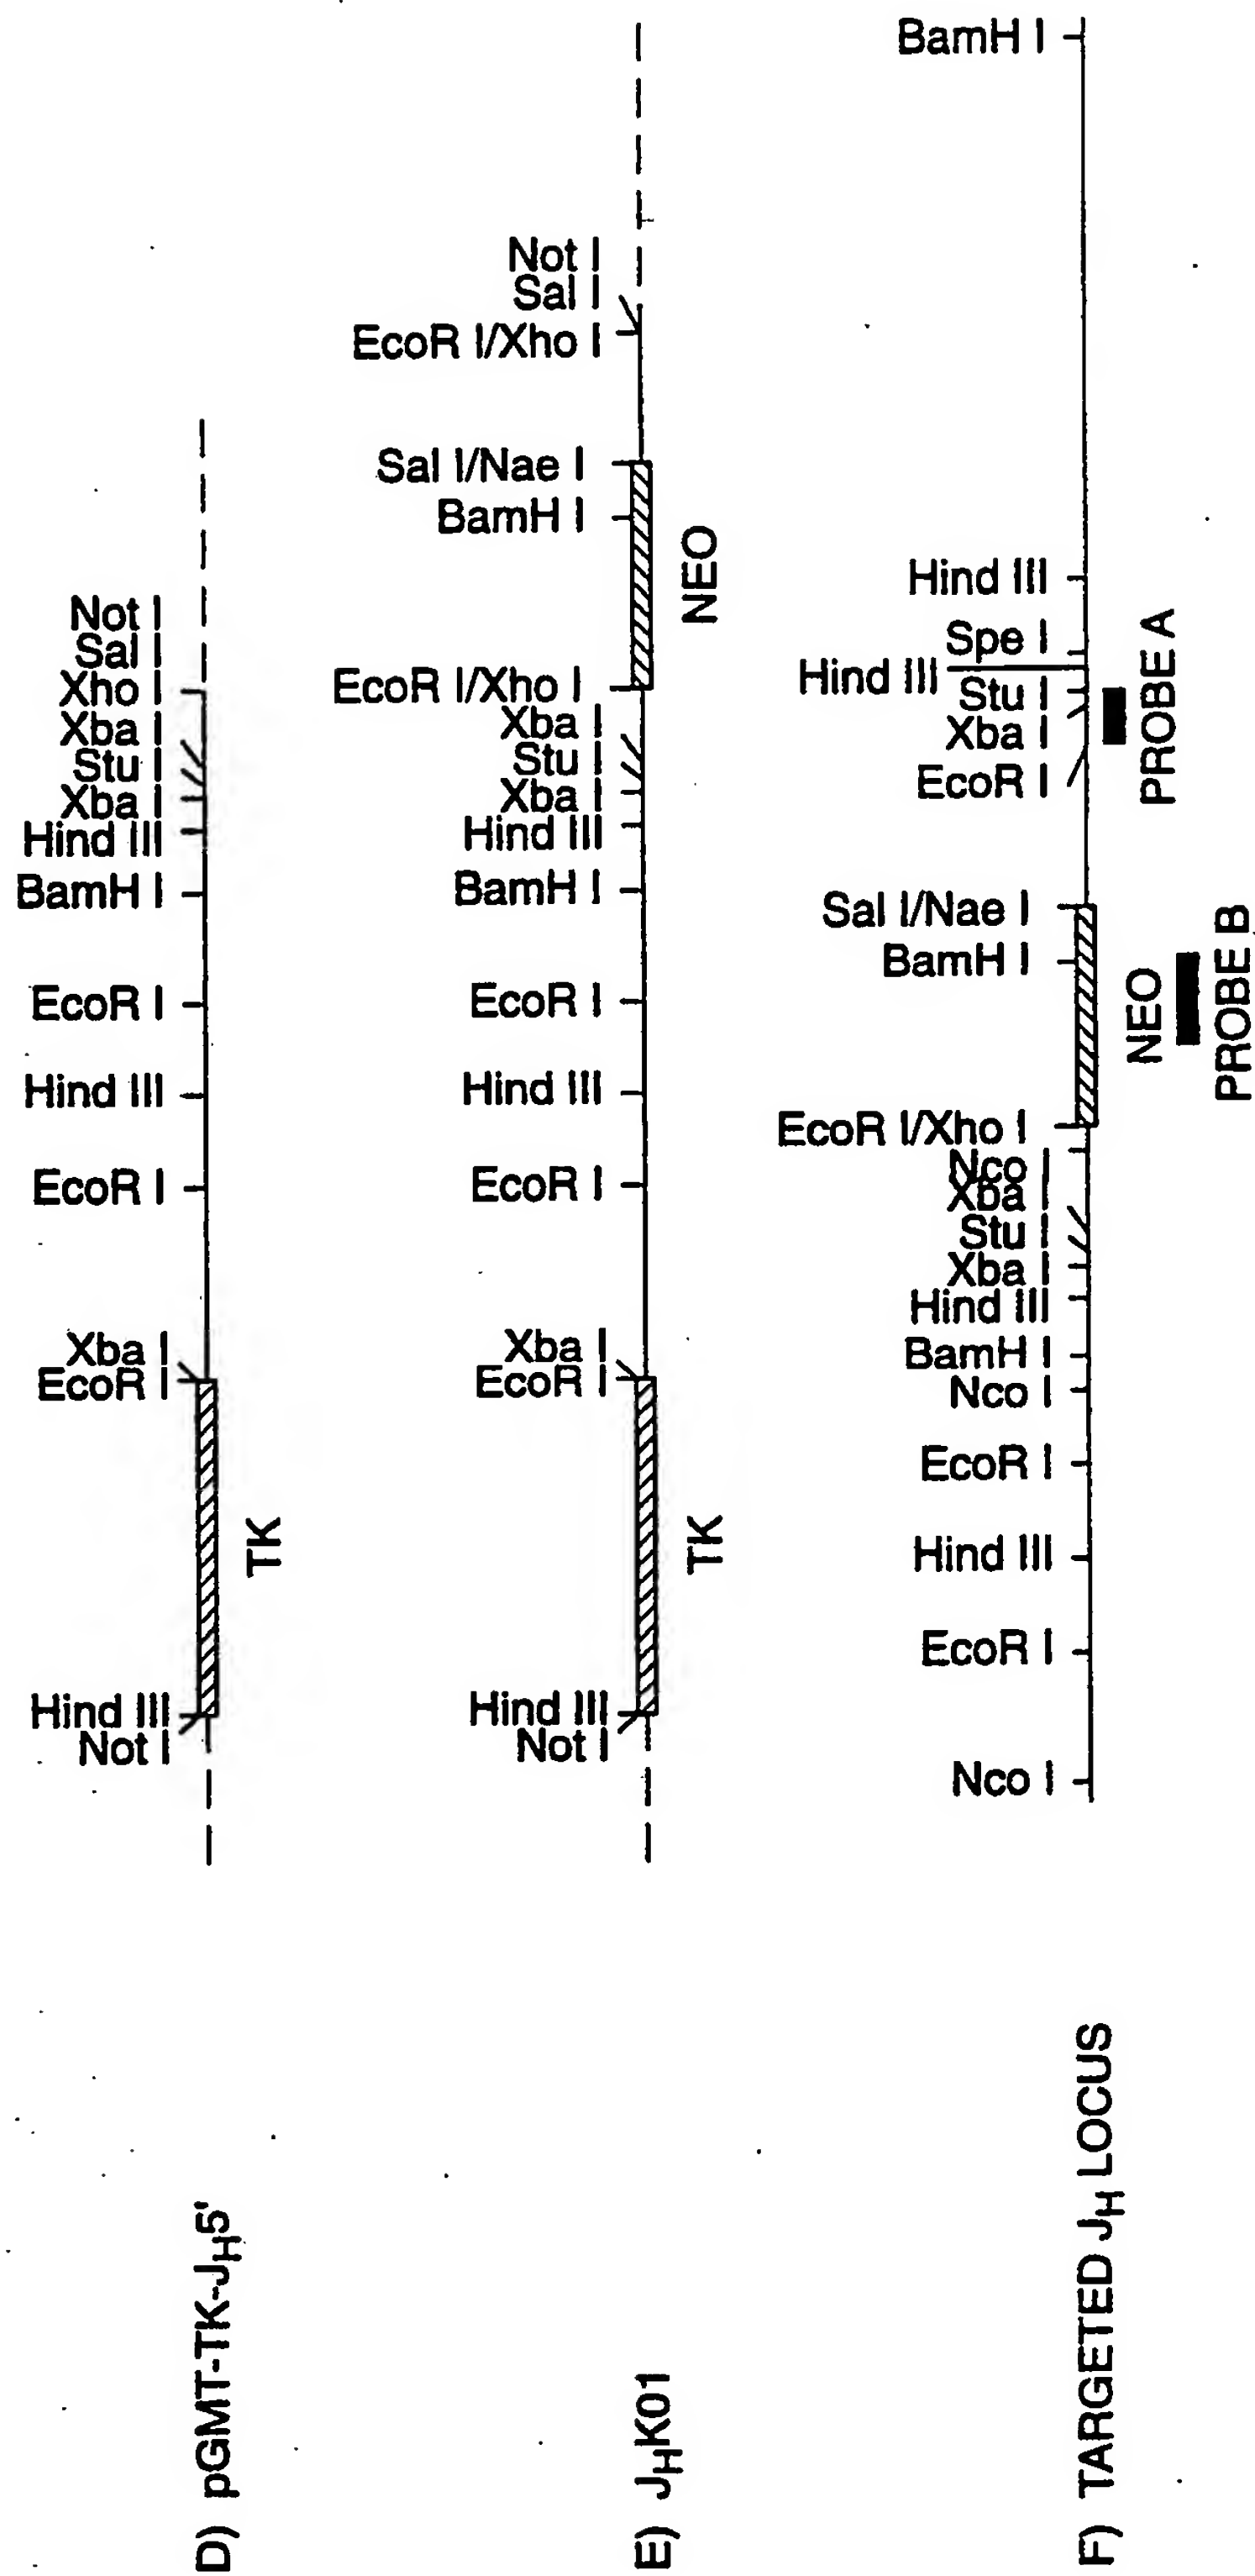 D) pGMT-TK-JH5'
Not I
Hind III
TK
EcoR I
Xba I
EcoR I
Hind III
EcoR I
BamH I
Hind III
Xba I
Stu I
Xba I
Xho I
Sal I
Not I
E) JHK01
Not I
Hind III
TK
EcoR I
Xba I
EcoR I
Hind III
EcoR I
BamH I
Hind III
Xba I
Stu I
Xba I
EcoR I/Xho I
NEO
BamH I
Sal I/Nae I
EcoR I/Xho I
Sal I
Not I
F) TARGETED JH LOCUS
Nco I
EcoR I
Hind III
EcoR I
Nco I
BamH I
Hind III
Xba I
Stu I
Xba I
Nco I
EcoR I/Xho I
NEO
PROBE B
BamH I
Sal I/Nae I
EcoR I
Xba I
Stu I
Hind III
Spe I
PROBE A
Hind III
BamH I